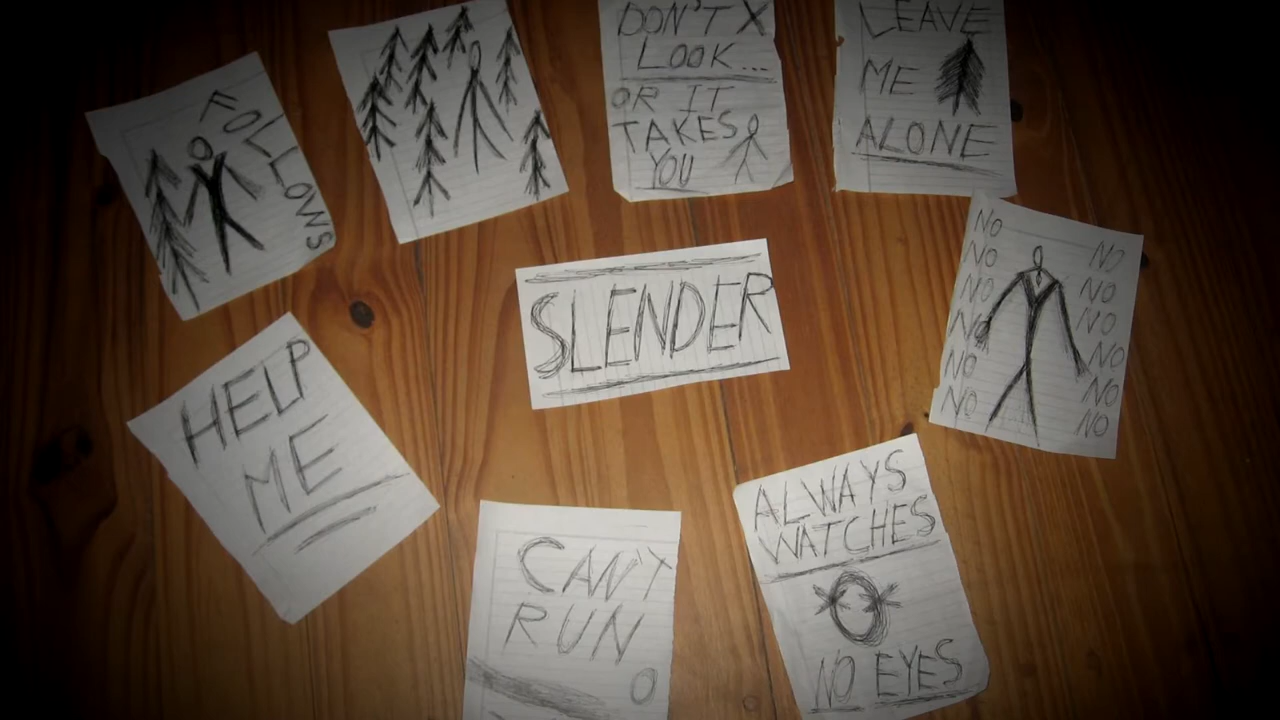 FOLLOWS
DON'T X
LOOK...
OR IT
TAKES
YOU
LEAVE
ME
ALONE
SLENDER
NO
NO
NO
NO
NO
NO
NO
NO
NO
NO
NO
NO
HELP
ME
CAN'T
RUN
ALWAYS
WATCHES
NO EYES